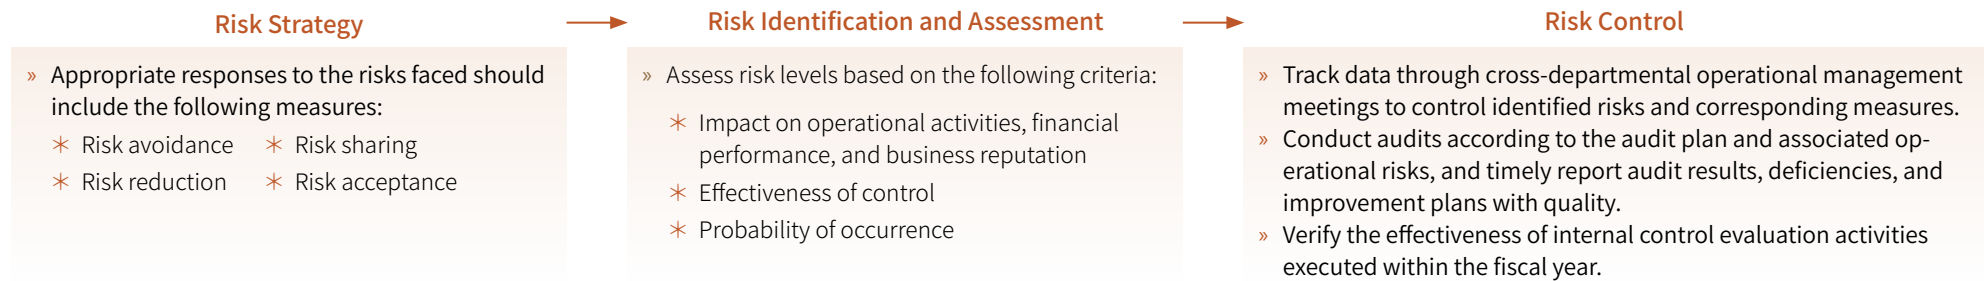 Risk Strategy
» Appropriate responses to the risks faced should
include the following measures:
* Risk avoidance * Risk sharing
* Risk reduction * Risk acceptance
Risk Identification and Assessment
» Assess risk levels based on the following criteria:
* Impact on operational activities, financial
performance, and business reputation
* Effectiveness of control
* Probability of occurrence
Risk Control
» Track data through cross-departmental operational management
meetings to control identified risks and corresponding measures.
» Conduct audits according to the audit plan and associated op-
erational risks, and timely report audit results, deficiencies, and
improvement plans with quality.
» Verify the effectiveness of internal control evaluation activities
executed within the fiscal year.